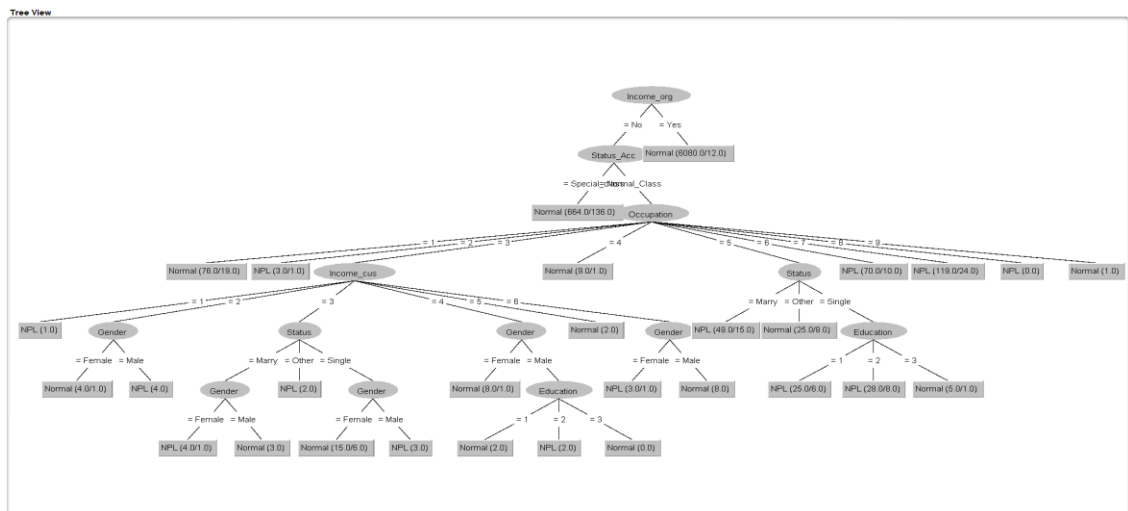 Tree View
Income_org
= No = Yes
Status_Acc Normal (6080.0/12.0)
= Special_class = Normal_Class
Normal (664.0/136.0) Occupation
= 1 = 2 = 3 = 4 = 5 = 6 = 7 = 8 = 9
Normal (76.0/19.0) NPL (3.0/1.0) Income_cus Normal (9.0/1.0) Status NPL (70.0/10.0) NPL (119.0/24.0) NPL (0.0) Normal (1.0)
= 1 = 2 = 3 = 4 = 5 = 6 = Marry = Other = Single
NPL (1.0) Gender Status Gender Normal (2.0) Gender NPL (49.0/15.0) Normal (25.0/8.0) Education
= Female = Male = Marry = Other = Single = Female = Male = Female = Male = 1 = 2 = 3
Normal (4.0/1.0) NPL (4.0) Gender NPL (2.0) Gender Normal (8.0/1.0) Education NPL (3.0/1.0) Normal (8.0) NPL (25.0/6.0) NPL (28.0/8.0) Normal (5.0/1.0)
= Female = Male = Female = Male = 1 = 2 = 3
NPL (4.0/1.0) Normal (3.0) Normal (15.0/6.0) NPL (3.0) Normal (2.0) NPL (2.0) Normal (0.0)